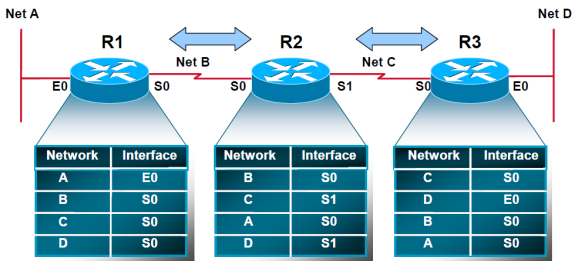 Net A Net D
R1 R2 R3
Net B Net C
E0 S0 S0 S1 S0 E0
Network Interface
A E0
B S0
C S0
D S0
Network Interface
B S0
C S1
A S0
D S1
Network Interface
C S0
D E0
B S0
A S0